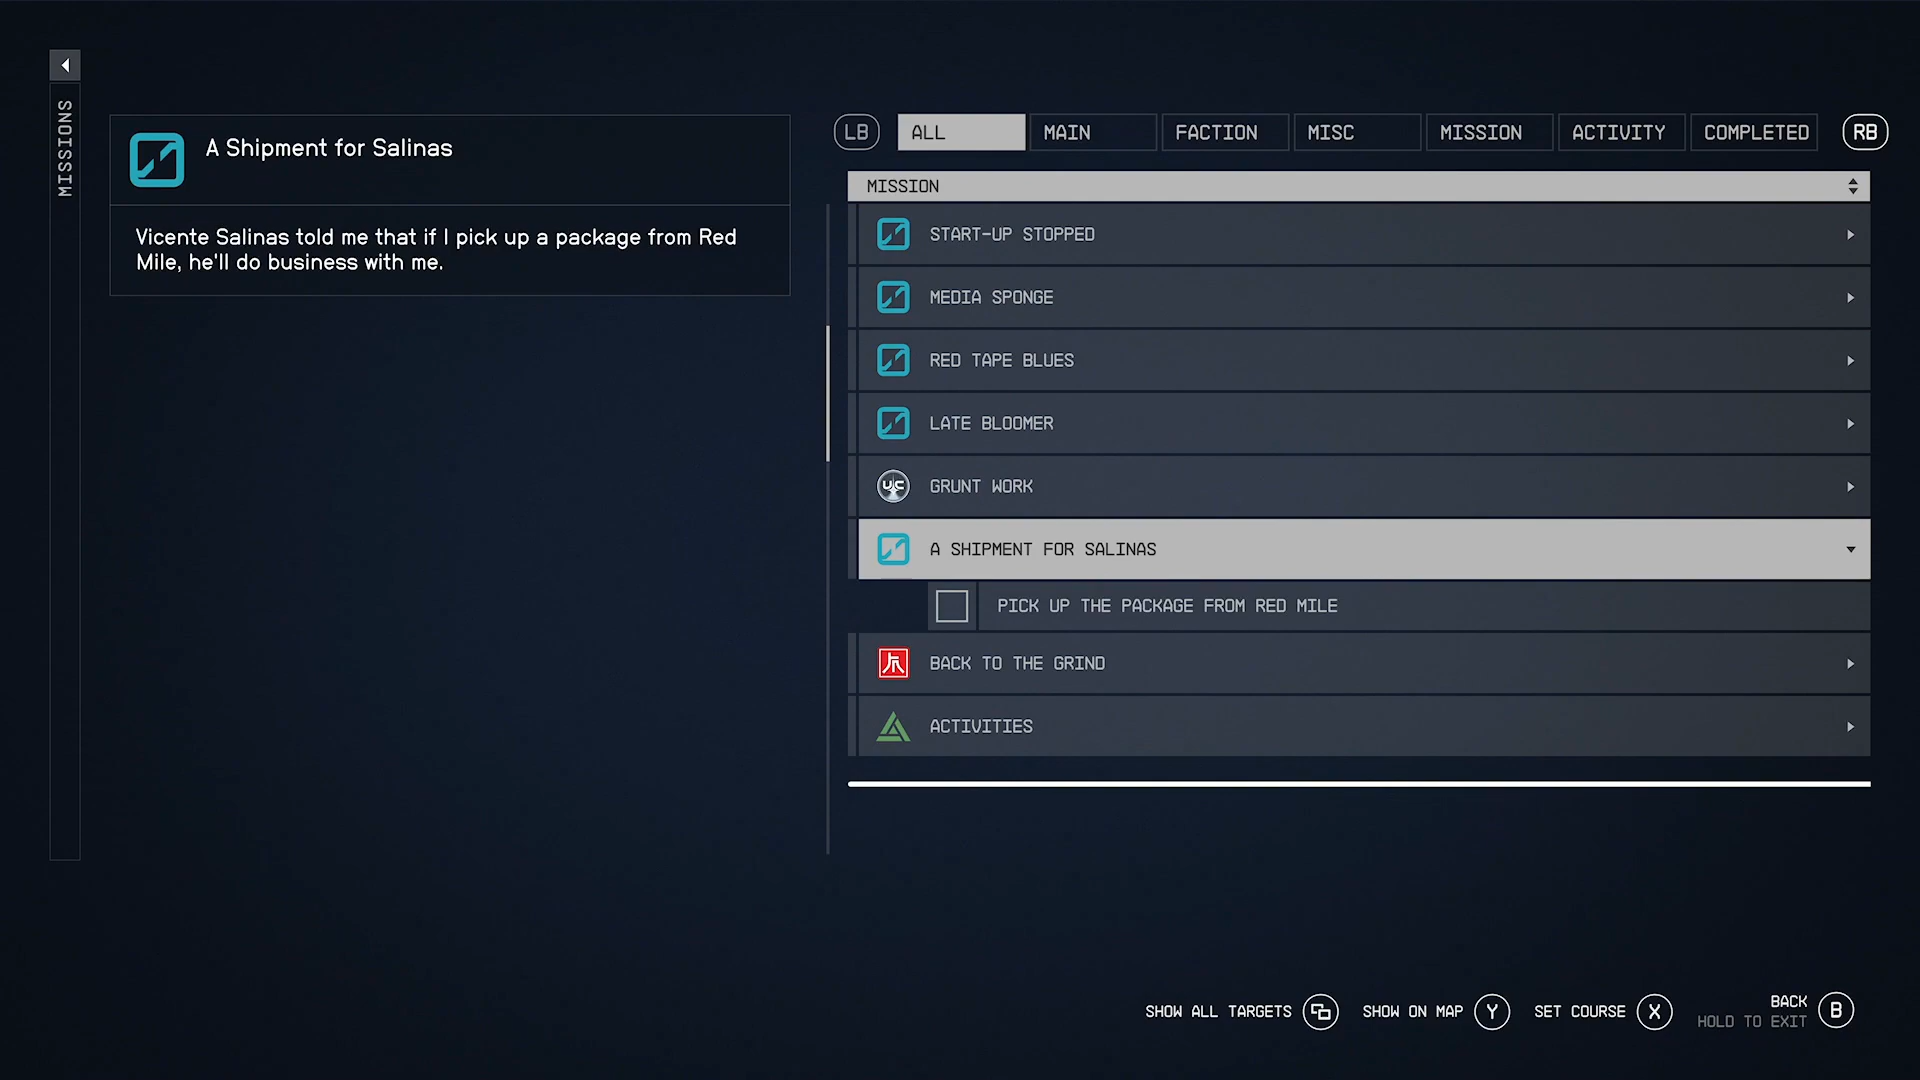 MISSIONS
A Shipment for Salinas
Vicente Salinas told me that if I pick up a package from Red
Mile, he'll do business with me.
LB ALL MAIN FACTION MISC MISSION ACTIVITY COMPLETED RB
MISSION
START-UP STOPPED
MEDIA SPONGE
RED TAPE BLUES
LATE BLOOMER
UC GRUNT WORK
A SHIPMENT FOR SALINAS
PICK UP THE PACKAGE FROM RED MILE
BACK TO THE GRIND
ACTIVITIES
SHOW ALL TARGETS SHOW ON MAP Y SET COURSE X BACK B
HOLD TO EXIT